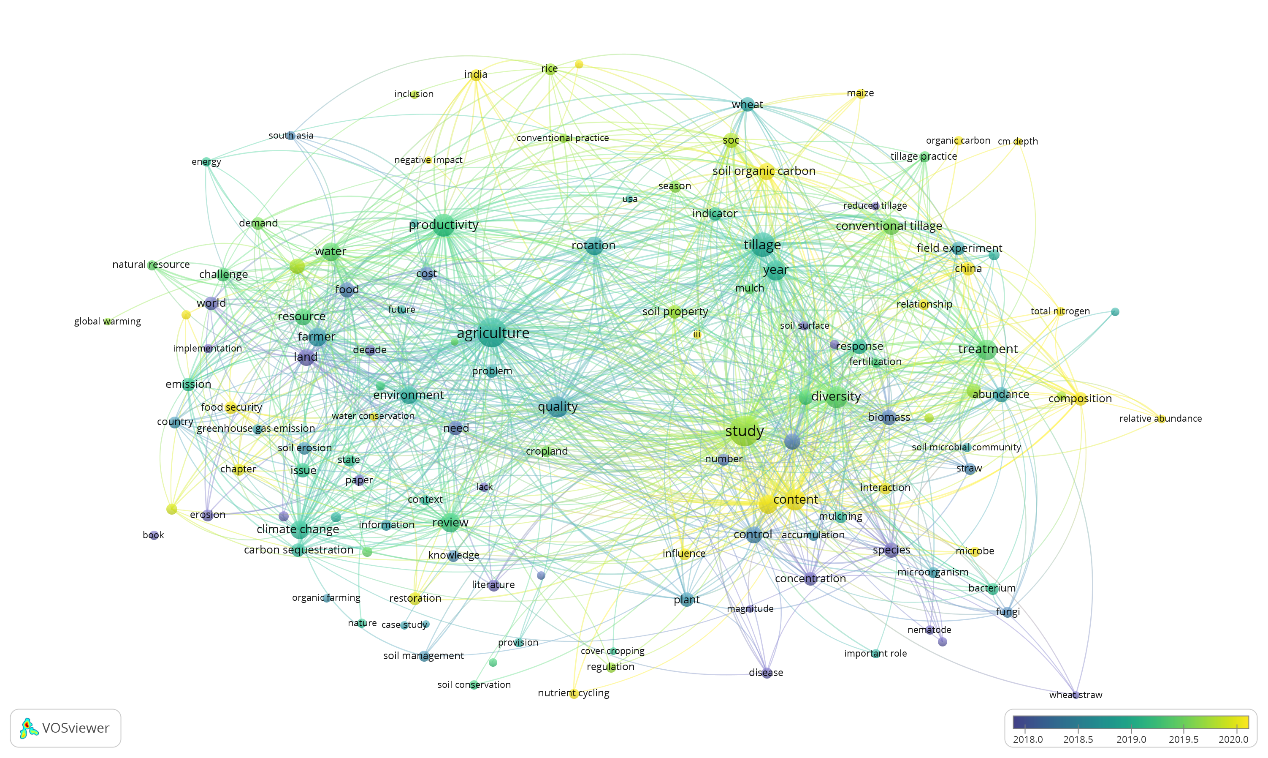 india
rice
inclusion
maize
wheat
south asia
conventional practice
soc
organic carbon
cm depth
energy
negative impact
tillage practice
soil organic carbon
season
usa
reduced tillage
indicator
demand
productivity
conventional tillage
water
rotation
tillage
field experiment
natural resource
challenge
cost
year
china
food
mulch
world
future
relationship
resource
soil property
total nitrogen
global warming
soil surface
farmer
agriculture
iii
implementation
decade
land
response
treatment
fertilization
problem
emission
environment
diversity
abundance
composition
food security
quality
water conservation
biomass
relative abundance
country
greenhouse gas emission
need
study
soil erosion
cropland
soil microbial community
state
number
chapter
issue
straw
paper
lack
interaction
context
content
erosion
mulching
information
review
climate change
book
control
accumulation
carbon sequestration
knowledge
influence
species
microbe
microorganism
concentration
literature
bacterium
organic farming
restoration
plant
magnitude
fungi
nature
case study
nematode
provision
cover cropping
important role
soil management
regulation
disease
soil conservation
nutrient cycling
wheat straw
VOSviewer
2018.0 2018.5 2019.0 2019.5 2020.0